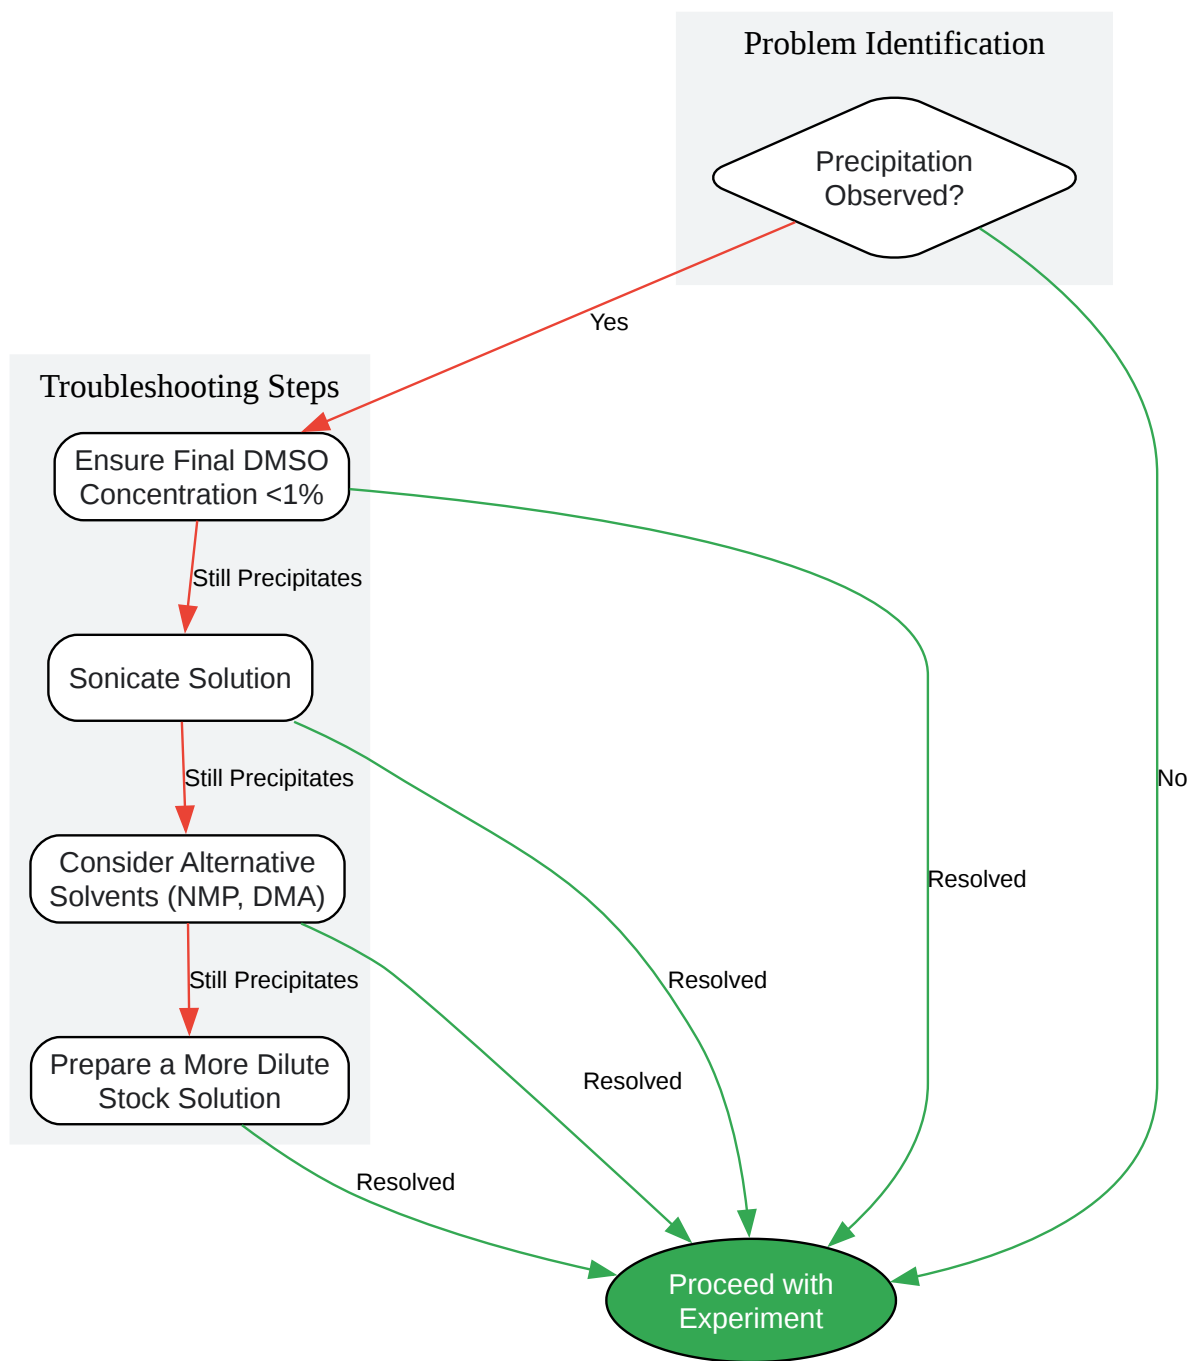 Problem Identification
Precipitation
Observed?
Yes
Troubleshooting Steps
Ensure Final DMSO
Concentration <1%
Still Precipitates
Sonicate Solution
Still Precipitates
No
Consider Alternative
Solvents (NMP, DMA)
Resolved
Still Precipitates
Resolved
Prepare a More Dilute
Stock Solution
Resolved
Resolved
Proceed with
Experiment